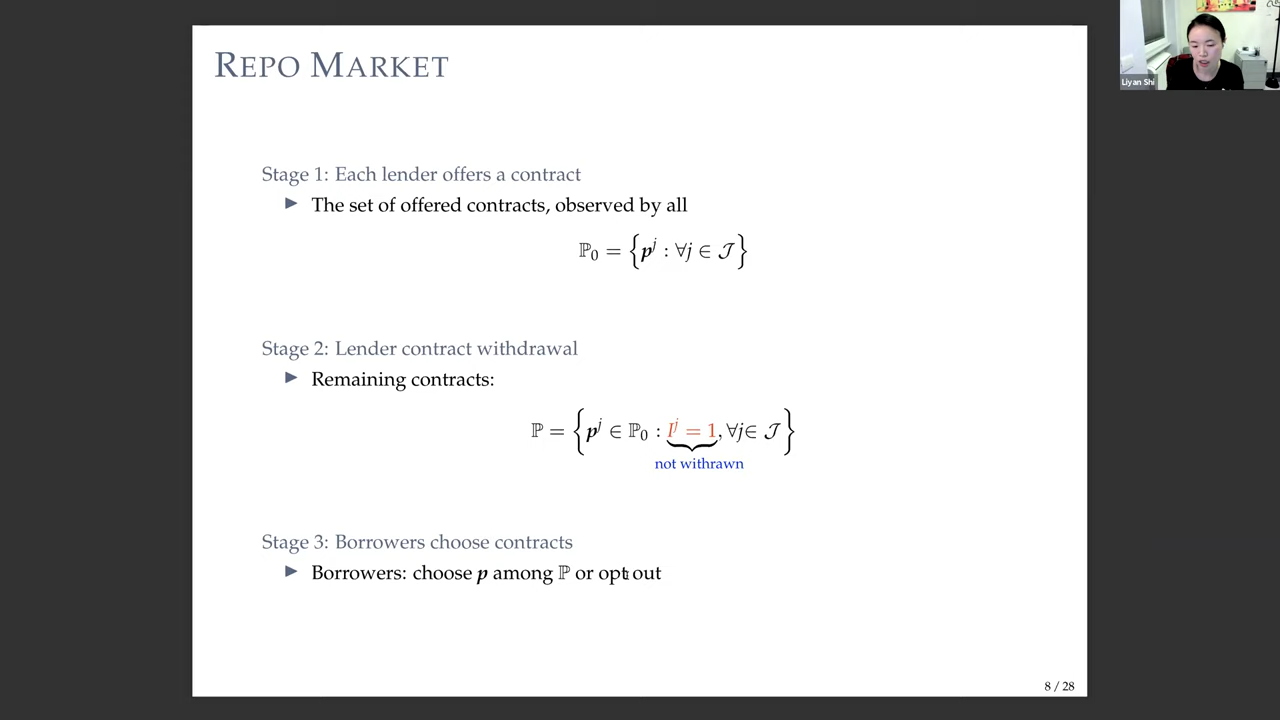 REPO MARKET
Liyan Shi
Stage 1: Each lender offers a contract
▶ The set of offered contracts, observed by all
ℙ₀ = {pʲ : ∀j ∈ 𝒥}
Stage 2: Lender contract withdrawal
▶ Remaining contracts:
ℙ = {pʲ ∈ ℙ₀ : Iʲ = 1, ∀j ∈ 𝒥}
not withrawn
Stage 3: Borrowers choose contracts
▶ Borrowers: choose p among ℙ or opt out
8 / 28